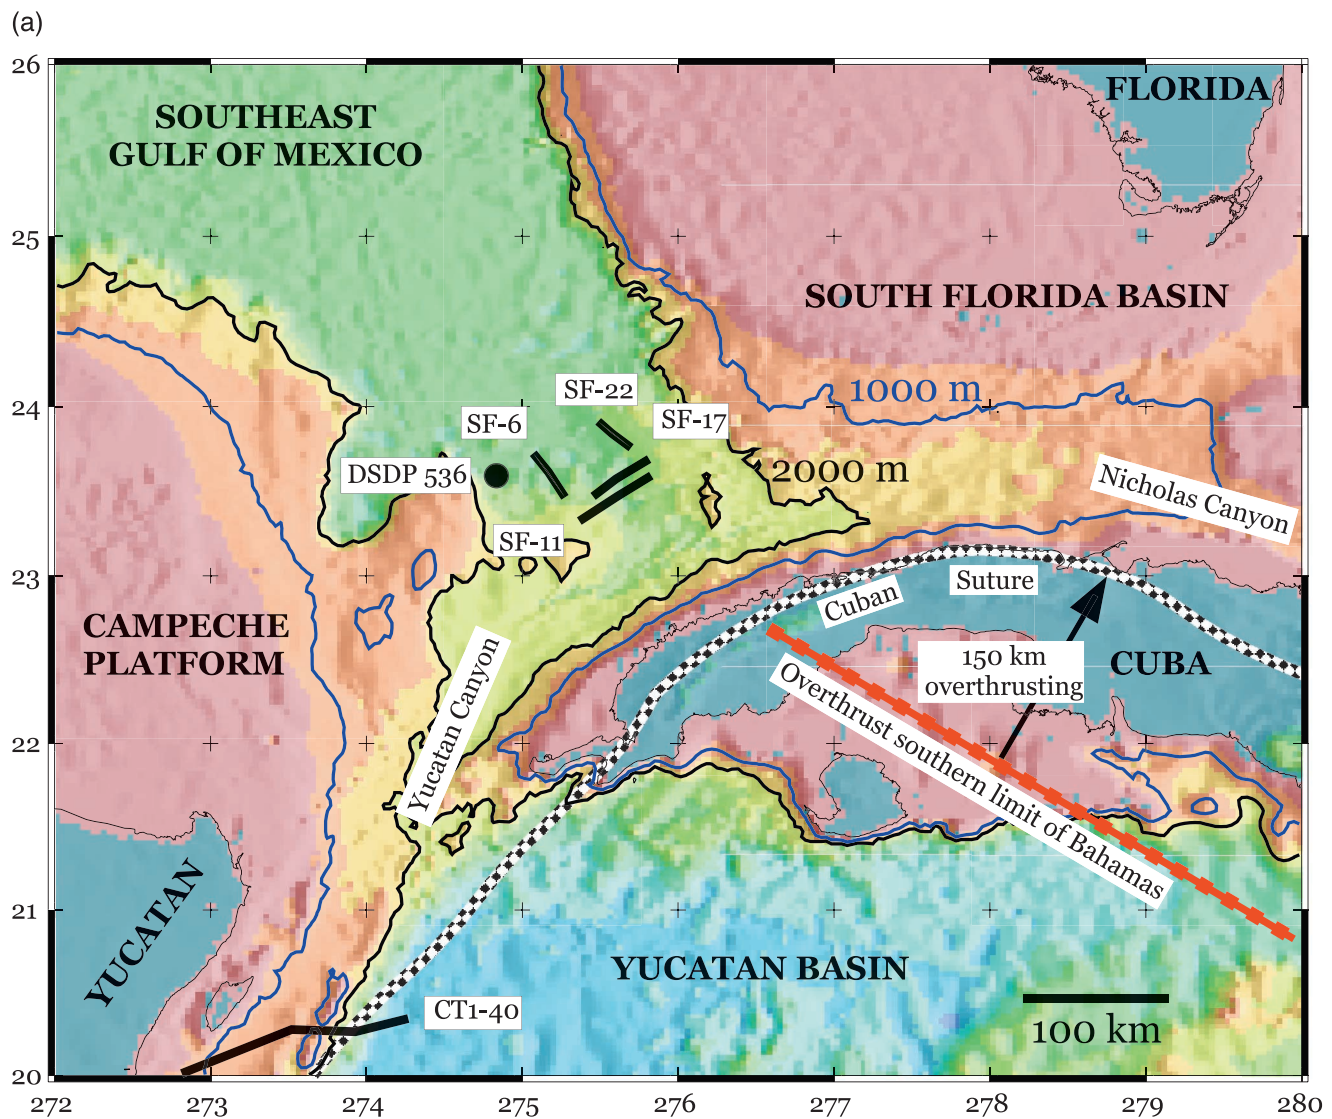 (a)
26
FLORIDA
SOUTHEAST
GULF OF MEXICO
25
SOUTH FLORIDA BASIN
SF-22
1000 m
24
SF-6
SF-17
DSDP 536
2000 m
Nicholas Canyon
SF-11
23
Suture
Cuban
CAMPECHE
PLATFORM
150 km
overthrusting
CUBA
Yucatan Canyon
Overthrust southern limit of Bahamas
22
YUCATAN
21
YUCATAN BASIN
CT1-40
100 km
20
272
273
274
275
276
277
278
279
280